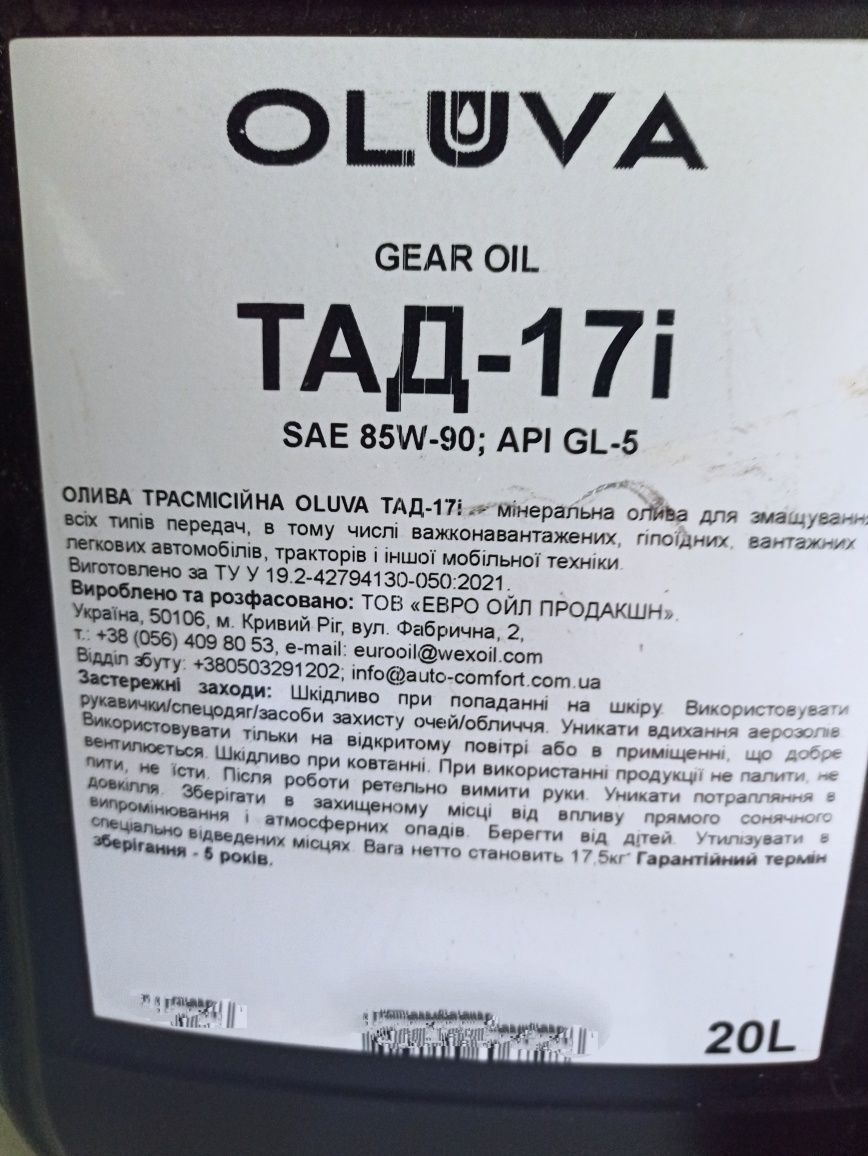 OLUVA
GEAR OIL
ТАД-17і
SAE 85W-90; API GL-5
ОЛИВА ТРАСМІСІЙНА OLUVA ТАД-17і - мінеральна олива для змащування
всіх типів передач, в тому числі важконавантажених, гіпоїдних, вантажних і
легкових автомобілів, тракторів і іншої мобільної техніки.
Виготовлено за ТУ У 19.2-42794130-050:2021.
Вироблено та розфасовано: ТОВ «ЕВРО ОЙЛ ПРОДАКШН».
Україна, 50106, м. Кривий Ріг, вул. Фабрична, 2,
т.: +38 (056) 409 80 53, e-mail: eurooil@wexoil.com
Відділ збуту: +380503291202; info@auto-comfort.com.ua
Застережні заходи: Шкідливо при попаданні на шкіру. Використовувати
рукавички/спецодяг/засоби захисту очей/обличчя. Уникати вдихання аерозолів.
Використовувати тільки на відкритому повітрі або в приміщенні, що добре
вентилюється. Шкідливо при ковтанні. При використанні продукції не палити, не
пити, не їсти. Після роботи ретельно вимити руки. Уникати потрапляння в
довкілля. Зберігати в захищеному місці від впливу прямого сонячного
випромінювання і атмосферних опадів. Берегти від дітей. Утилізувати в
спеціально відведених місцях. Вага нетто становить 17,5кг Гарантійний термін
зберігання - 5 років.
20L